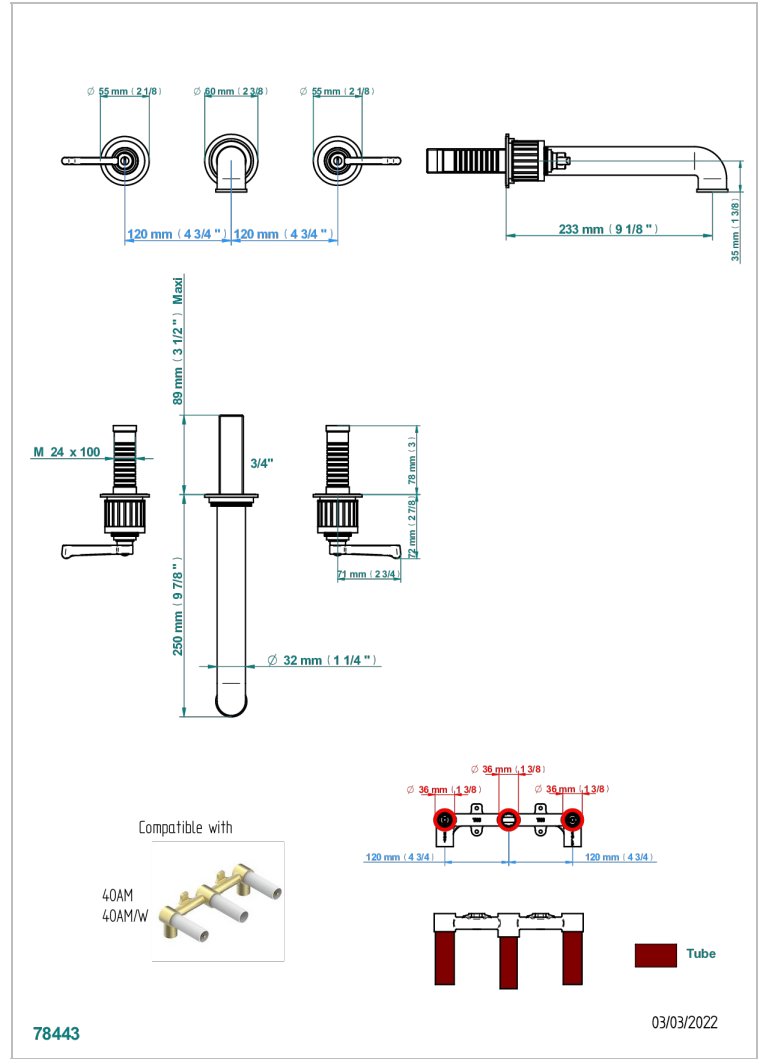 ∅ 55 mm ( 2 1/8 )
∅ 60 mm ( 2 3/8 )
∅ 55 mm ( 2 1/8 )
120 mm ( 4 3/4 " )
120 mm ( 4 3/4 " )
233 mm ( 9 1/8 " )
35 mm ( 1 3/8 )
89 mm ( 3 1/2 " ) Maxi
M 24 x 100
3/4"
78 mm ( 3 )
72 mm ( 2 7/8 )
71 mm ( 2 3/4 )
250 mm ( 9 7/8 " )
∅ 32 mm ( 1 1/4 " )
∅ 36 mm ( 1 3/8 )
∅ 36 mm ( 1 3/8 )
∅ 36 mm ( 1 3/8 )
120 mm ( 4 3/4 )
120 mm ( 4 3/4 )
Compatible with
40AM
40AM/W
Tube
78443
03/03/2022